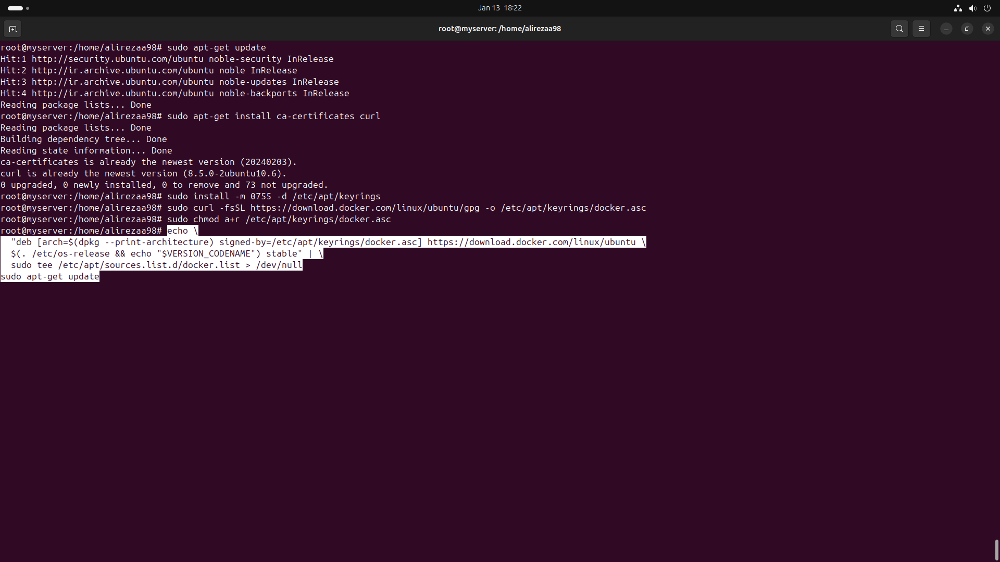 Jan 13 18:22
root@myserver: /home/alirezaa98
root@myserver:/home/alirezaa98# sudo apt-get update
Hit:1 http://security.ubuntu.com/ubuntu noble-security InRelease
Hit:2 http://ir.archive.ubuntu.com/ubuntu noble InRelease
Hit:3 http://ir.archive.ubuntu.com/ubuntu noble-updates InRelease
Hit:4 http://ir.archive.ubuntu.com/ubuntu noble-backports InRelease
Reading package lists... Done
root@myserver:/home/alirezaa98# sudo apt-get install ca-certificates curl
Reading package lists... Done
Building dependency tree... Done
Reading state information... Done
ca-certificates is already the newest version (20240203).
curl is already the newest version (8.5.0-2ubuntu10.6).
0 upgraded, 0 newly installed, 0 to remove and 73 not upgraded.
root@myserver:/home/alirezaa98# sudo install -m 0755 -d /etc/apt/keyrings
root@myserver:/home/alirezaa98# sudo curl -fsSL https://download.docker.com/linux/ubuntu/gpg -o /etc/apt/keyrings/docker.asc
root@myserver:/home/alirezaa98# sudo chmod a+r /etc/apt/keyrings/docker.asc
root@myserver:/home/alirezaa98# echo \
  "deb [arch=$(dpkg --print-architecture) signed-by=/etc/apt/keyrings/docker.asc] https://download.docker.com/linux/ubuntu \
  $(. /etc/os-release && echo "$VERSION_CODENAME") stable" | \
  sudo tee /etc/apt/sources.list.d/docker.list > /dev/null
sudo apt-get update